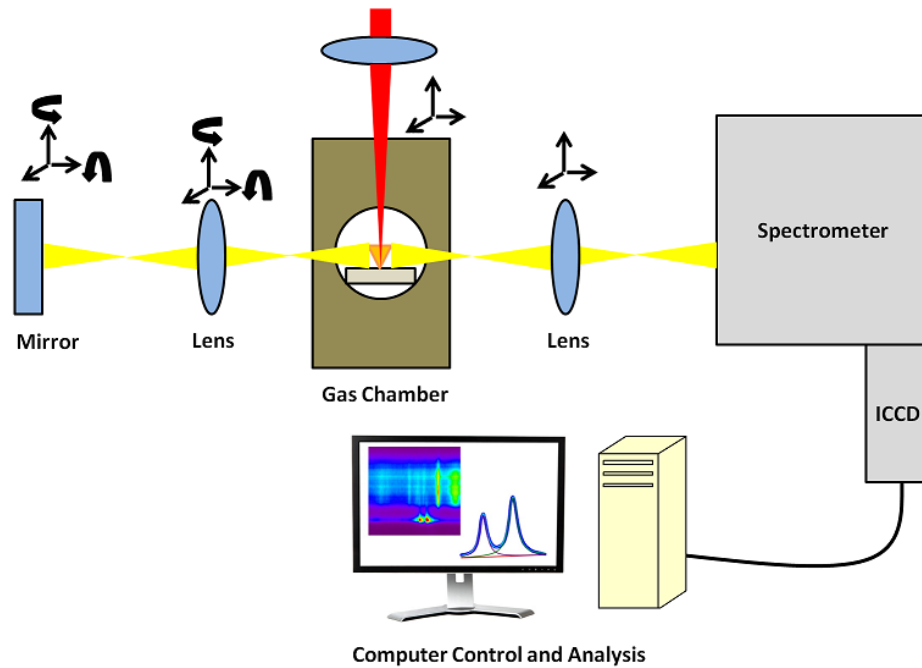 Spectrometer
Mirror
Lens
Lens
Gas Chamber
ICCD
Computer Control and Analysis